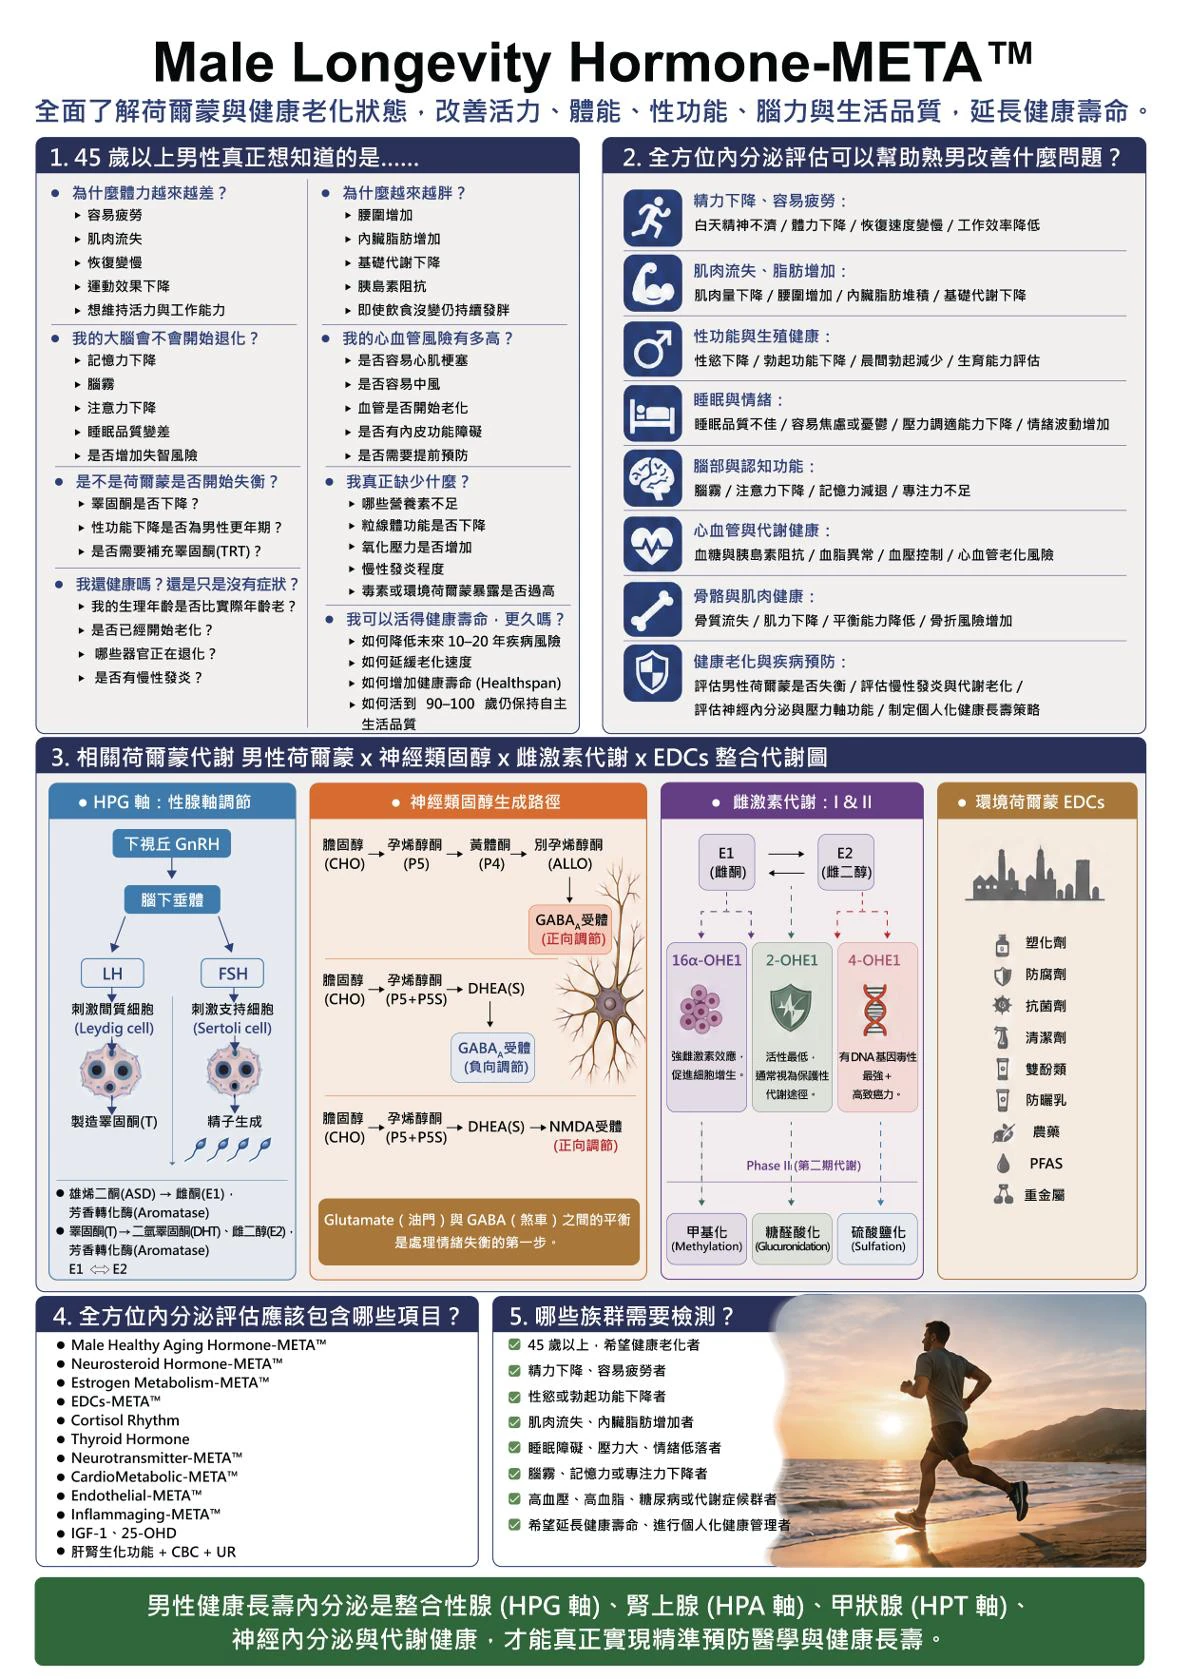 Male Longevity Hormone-META™
全面了解荷爾蒙與健康老化狀態，改善活力、體能、性功能、腦力與生活品質，延長健康壽命。
1. 45 歲以上男性真正想知道的是......
• 為什麼體力越來越差？
▸ 容易疲勞
▸ 肌肉流失
▸ 恢復變慢
▸ 運動效果下降
▸ 想維持活力與工作能力
• 我的大腦會不會開始退化？
▸ 記憶力下降
▸ 腦霧
▸ 注意力下降
▸ 睡眠品質變差
▸ 是否增加失智風險
• 是不是荷爾蒙是否開始失衡？
▸ 睪固酮是否下降？
▸ 性功能下降是否為男性更年期？
▸ 是否需要補充睪固酮(TRT)？
• 我還健康嗎？還是只是沒有症狀？
▸ 我的生理年齡是否比實際年齡老？
▸ 是否已經開始老化？
▸ 哪些器官正在退化？
▸ 是否有慢性發炎？
• 為什麼越來越胖？
▸ 腰圍增加
▸ 內臟脂肪增加
▸ 基礎代謝下降
▸ 胰島素阻抗
▸ 即使飲食沒變仍持續發胖
• 我的心血管風險有多高？
▸ 是否容易心肌梗塞
▸ 是否容易中風
▸ 血管是否開始老化
▸ 是否有內皮功能障礙
▸ 是否需要提前預防
• 我真正缺少什麼？
▸ 哪些營養素不足
▸ 粒線體功能是否下降
▸ 氧化壓力是否增加
▸ 慢性發炎程度
▸ 毒素或環境荷爾蒙暴露是否過高
• 我可以活得健康壽命，更久嗎？
▸ 如何降低未來 10–20 年疾病風險
▸ 如何延緩老化速度
▸ 如何增加健康壽命 (Healthspan)
▸ 如何活到 90–100 歲仍保持自主
生活品質
2. 全方位內分泌評估可以幫助熟男改善什麼問題？
精力下降、容易疲勞：
白天精神不濟 / 體力下降 / 恢復速度變慢 / 工作效率降低
肌肉流失、脂肪增加：
肌肉量下降 / 腰圍增加 / 內臟脂肪堆積 / 基礎代謝下降
性功能與生殖健康：
性慾下降 / 勃起功能下降 / 晨間勃起減少 / 生育能力評估
睡眠與情緒：
睡眠品質不佳 / 容易焦慮或憂鬱 / 壓力調適能力下降 / 情緒波動增加
腦部與認知功能：
腦霧 / 注意力下降 / 記憶力減退 / 專注力不足
心血管與代謝健康：
血糖與胰島素阻抗 / 血脂異常 / 血壓控制 / 心血管老化風險
骨骼與肌肉健康：
骨質流失 / 肌力下降 / 平衡能力降低 / 骨折風險增加
健康老化與疾病預防：
評估男性荷爾蒙是否失衡 / 評估慢性發炎與代謝老化 /
評估神經內分泌與壓力軸功能 / 制定個人化健康長壽策略
3. 相關荷爾蒙代謝 男性荷爾蒙 x 神經類固醇 x 雌激素代謝 x EDCs 整合代謝圖
• HPG 軸：性腺軸調節
下視丘 GnRH
腦下垂體
LH
FSH
刺激間質細胞
(Leydig cell)
刺激支持細胞
(Sertoli cell)
製造睪固酮(T)
精子生成
● 雄烯二酮(ASD) → 雌酮(E1)，
芳香轉化酶(Aromatase)
● 睪固酮(T) → 二氫睪固酮(DHT)、雌二醇(E2)，
芳香轉化酶(Aromatase)
E1 ⇔ E2
• 神經類固醇生成路徑
膽固醇 → 孕烯醇酮 → 黃體酮 → 別孕烯醇酮
(CHO) (P5) (P4) (ALLO)
GABAA受體
(正向調節)
膽固醇 → 孕烯醇酮 → DHEA(S)
(CHO) (P5+P5S)
GABAA受體
(負向調節)
膽固醇 → 孕烯醇酮 → DHEA(S) → NMDA受體
(CHO) (P5+P5S) (正向調節)
Glutamate（油門）與 GABA（煞車）之間的平衡
是處理情緒失衡的第一步。
• 雌激素代謝：I & II
E1
(雌酮)
E2
(雌二醇)
16α-OHE1
強雌激素效應，
促進細胞增生。
2-OHE1
活性最低，
通常視為保護性
代謝途徑。
4-OHE1
有DNA基因毒性
最強+
高致癌力。
Phase II (第二期代謝)
甲基化
(Methylation)
糖醛酸化
(Glucuronidation)
硫酸鹽化
(Sulfation)
• 環境荷爾蒙 EDCs
塑化劑
防腐劑
抗菌劑
清潔劑
雙酚類
防曬乳
農藥
PFAS
重金屬
4. 全方位內分泌評估應該包含哪些項目？
● Male Healthy Aging Hormone-META™
● Neurosteroid Hormone-META™
● Estrogen Metabolism-META™
● EDCs-META™
● Cortisol Rhythm
● Thyroid Hormone
● Neurotransmitter-META™
● CardioMetabolic-META™
● Endothelial-META™
● Inflammaging-META™
● IGF-1、25-OHD
● 肝腎生化功能 + CBC + UR
5. 哪些族群需要檢測？
45 歲以上，希望健康老化者
精力下降、容易疲勞者
性慾或勃起功能下降者
肌肉流失、內臟脂肪增加者
睡眠障礙、壓力大、情緒低落者
腦霧、記憶力或專注力下降者
高血壓、高血脂、糖尿病或代謝症候群者
希望延長健康壽命、進行個人化健康管理者
男性健康長壽內分泌是整合性腺 (HPG 軸)、腎上腺 (HPA 軸)、甲狀腺 (HPT 軸)、
神經內分泌與代謝健康，才能真正實現精準預防醫學與健康長壽。